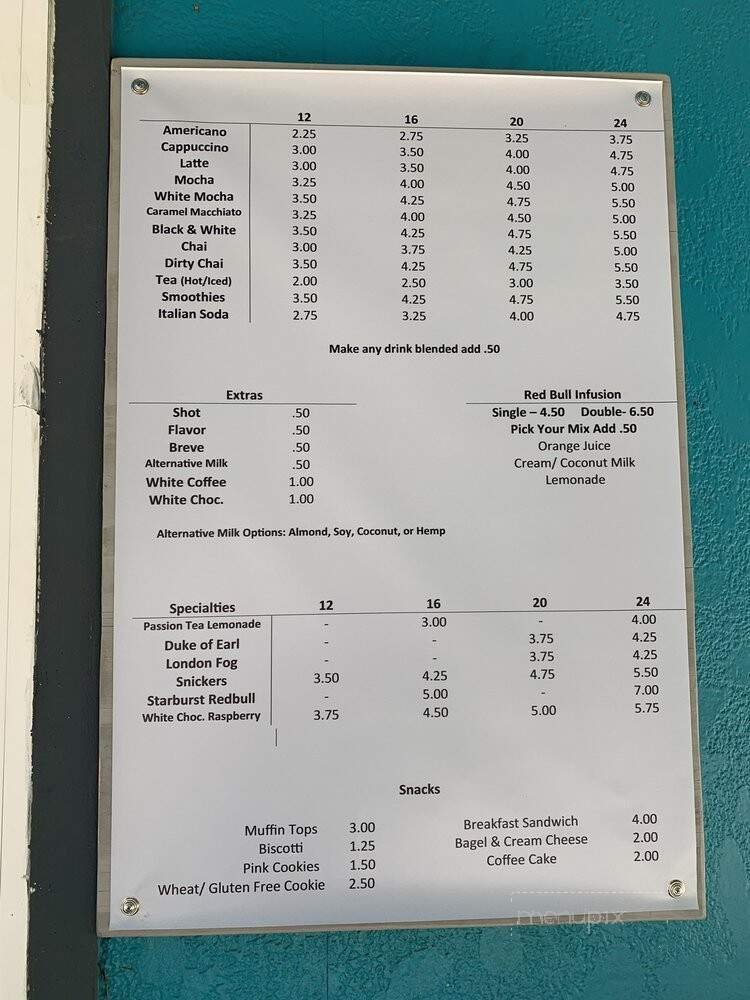 12 16 20 24
Americano 2.25 2.75 3.25 3.75
Cappuccino 3.00 3.50 4.00 4.75
Latte 3.00 3.50 4.00 4.75
Mocha 3.25 4.00 4.50 5.00
White Mocha 3.50 4.25 4.75 5.50
Caramel Macchiato 3.25 4.00 4.50 5.00
Black & White 3.50 4.25 4.75 5.50
Chai 3.00 3.75 4.25 5.00
Dirty Chai 3.50 4.25 4.75 5.50
Tea (Hot/Iced) 2.00 2.50 3.00 3.50
Smoothies 3.50 4.25 4.75 5.50
Italian Soda 2.75 3.25 4.00 4.75
Make any drink blended add .50
Extras
Shot .50
Flavor .50
Breve .50
Alternative Milk .50
White Coffee 1.00
White Choc. 1.00
Red Bull Infusion
Single – 4.50 Double- 6.50
Pick Your Mix Add .50
Orange Juice
Cream/ Coconut Milk
Lemonade
Alternative Milk Options: Almond, Soy, Coconut, or Hemp
Specialties 12 16 20 24
Passion Tea Lemonade - 3.00 - 4.00
Duke of Earl - - 3.75 4.25
London Fog - - 3.75 4.25
Snickers 3.50 4.25 4.75 5.50
Starburst Redbull - 5.00 - 7.00
White Choc. Raspberry 3.75 4.50 5.00 5.75
Snacks
Muffin Tops 3.00
Biscotti 1.25
Pink Cookies 1.50
Wheat/ Gluten Free Cookie 2.50
Breakfast Sandwich 4.00
Bagel & Cream Cheese 2.00
Coffee Cake 2.00
menupix